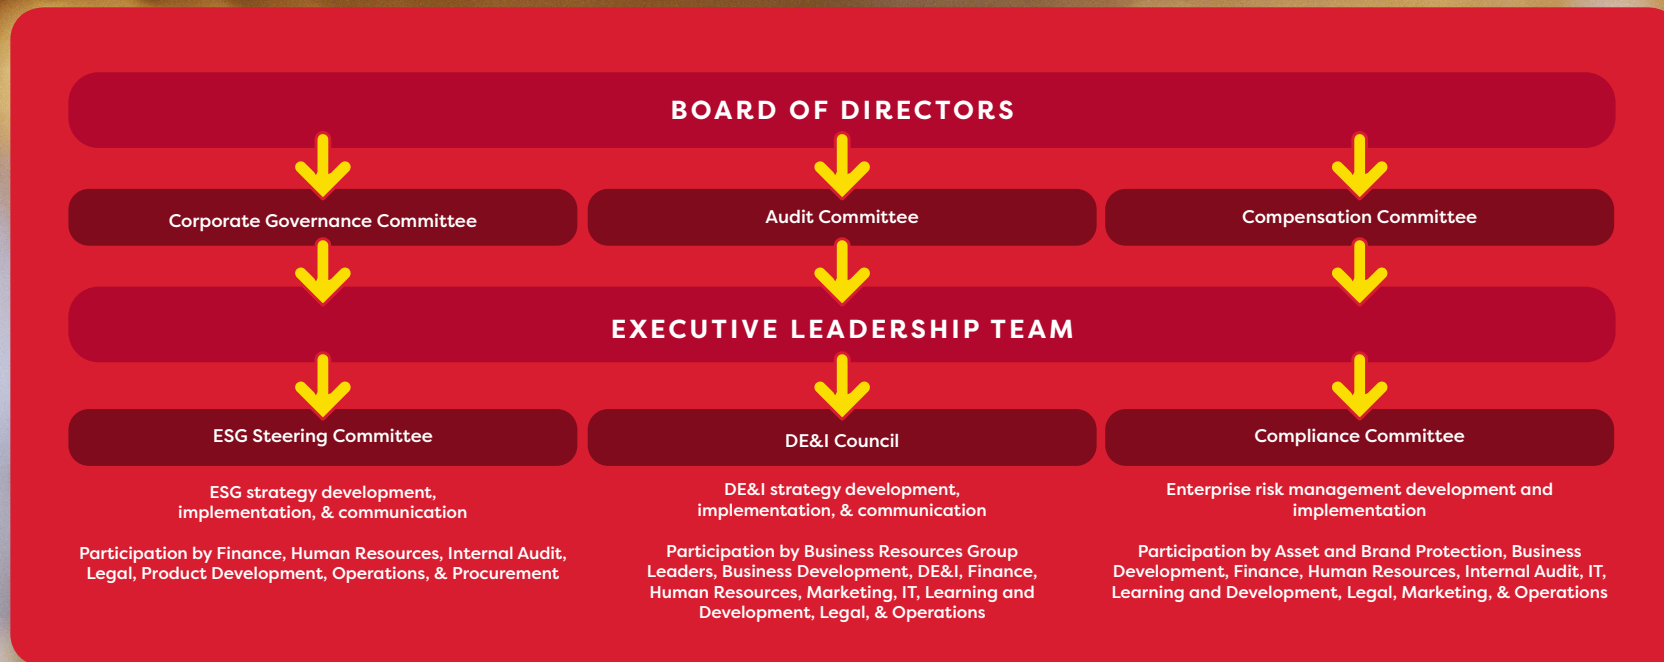 BOARD OF DIRECTORS
Corporate Governance Committee
Audit Committee
Compensation Committee
EXECUTIVE LEADERSHIP TEAM
ESG Steering Committee
ESG strategy development,
implementation, & communication
Participation by Finance, Human Resources, Internal Audit,
Legal, Product Development, Operations, & Procurement
DE&I Council
DE&I strategy development,
implementation, & communication
Participation by Business Resources Group
Leaders, Business Development, DE&I, Finance,
Human Resources, Marketing, IT, Learning and
Development, Legal, & Operations
Compliance Committee
Enterprise risk management development and
implementation
Participation by Asset and Brand Protection, Business
Development, Finance, Human Resources, Internal Audit, IT,
Learning and Development, Legal, Marketing, & Operations